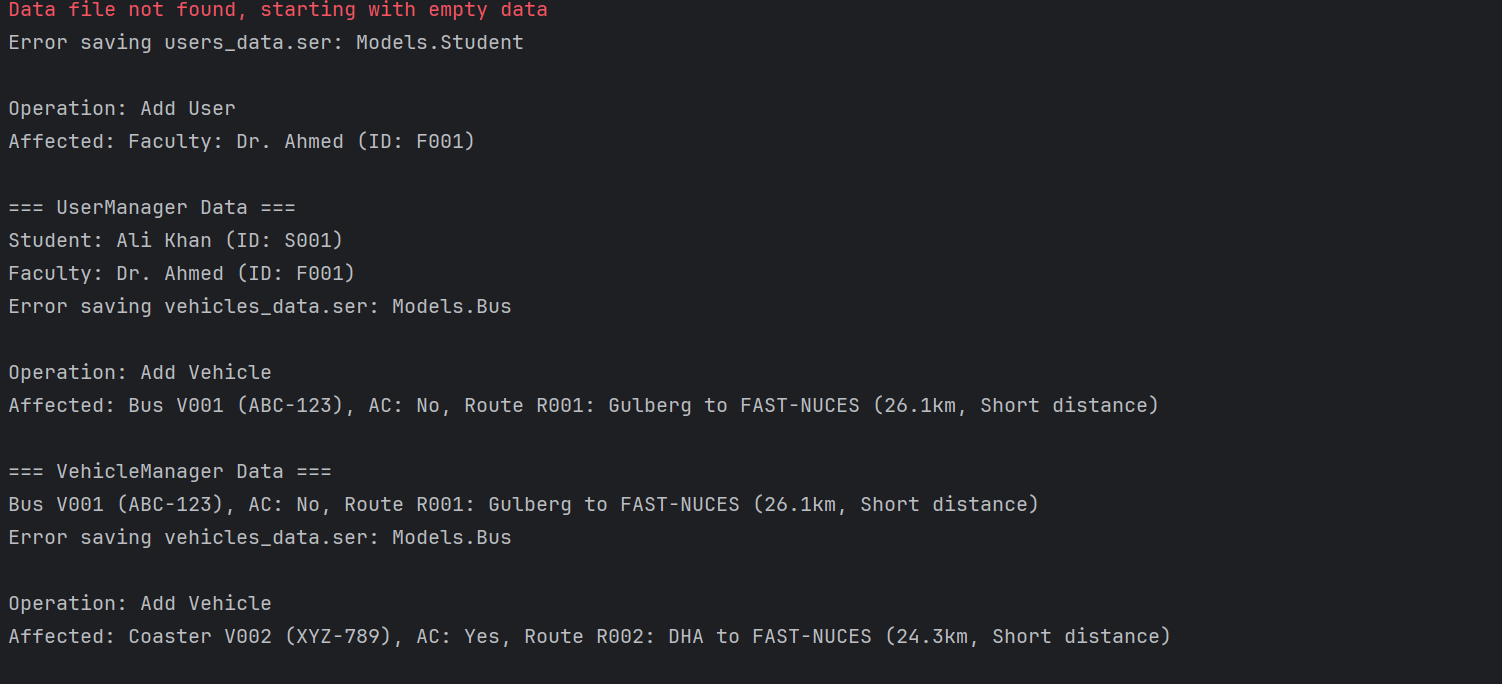 Data file not found, starting with empty data
Error saving users_data.ser: Models.Student
Operation: Add User
Affected: Faculty: Dr. Ahmed (ID: F001)
=== UserManager Data ===
Student: Ali Khan (ID: S001)
Faculty: Dr. Ahmed (ID: F001)
Error saving vehicles_data.ser: Models.Bus
Operation: Add Vehicle
Affected: Bus V001 (ABC-123), AC: No, Route R001: Gulberg to FAST-NUCES (26.1km, Short distance)
=== VehicleManager Data ===
Bus V001 (ABC-123), AC: No, Route R001: Gulberg to FAST-NUCES (26.1km, Short distance)
Error saving vehicles_data.ser: Models.Bus
Operation: Add Vehicle
Affected: Coaster V002 (XYZ-789), AC: Yes, Route R002: DHA to FAST-NUCES (24.3km, Short distance)